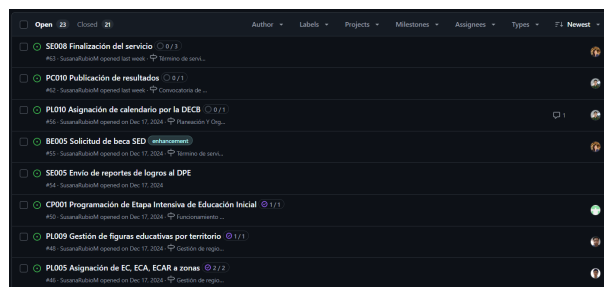 Open 23 Closed 21 Author Labels Projects Milestones Assignees Types Newest
SE008 Finalización del servicio 0 / 3
#63 · SusanaRubioM opened last week · Término de servi...
PC010 Publicación de resultados 0 / 1
#62 · SusanaRubioM opened last week · Convocatoria de ...
PL010 Asignación de calendario por la DECB 0 / 1
1
#56 · SusanaRubioM opened on Dec 17, 2024 · Planeación Y Org...
BE005 Solicitud de beca SED enhancement
#55 · SusanaRubioM opened on Dec 17, 2024 · Término de servi...
SE005 Envío de reportes de logros al DPE
#54 · SusanaRubioM opened on Dec 17, 2024
CP001 Programación de Etapa Intensiva de Educación Inicial 1 / 1
#50 · SusanaRubioM opened on Dec 17, 2024 · Funcionamiento ...
PL009 Gestión de figuras educativas por territorio 1 / 1
#48 · SusanaRubioM opened on Dec 17, 2024 · Gestión de regio...
PL005 Asignación de EC, ECA, ECAR a zonas 2 / 2
#46 · SusanaRubioM opened on Dec 17, 2024 · Gestión de regio...